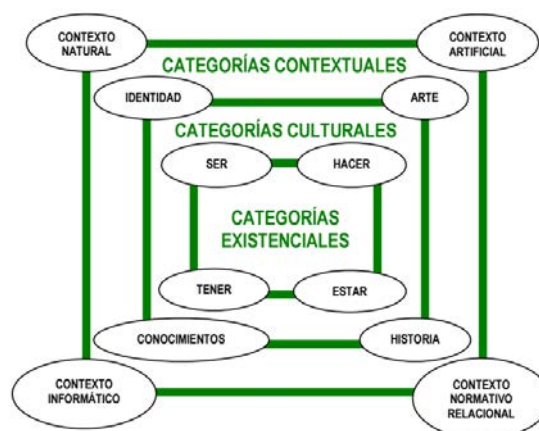 CONTEXTO
NATURAL
CONTEXTO
ARTIFICIAL
CATEGORÍAS CONTEXTUALES
IDENTIDAD
ARTE
CATEGORÍAS CULTURALES
SER
HACER
CATEGORÍAS
EXISTENCIALES
TENER
ESTAR
CONOCIMIENTOS
HISTORIA
CONTEXTO
INFORMÁTICO
CONTEXTO
NORMATIVO
RELACIONAL